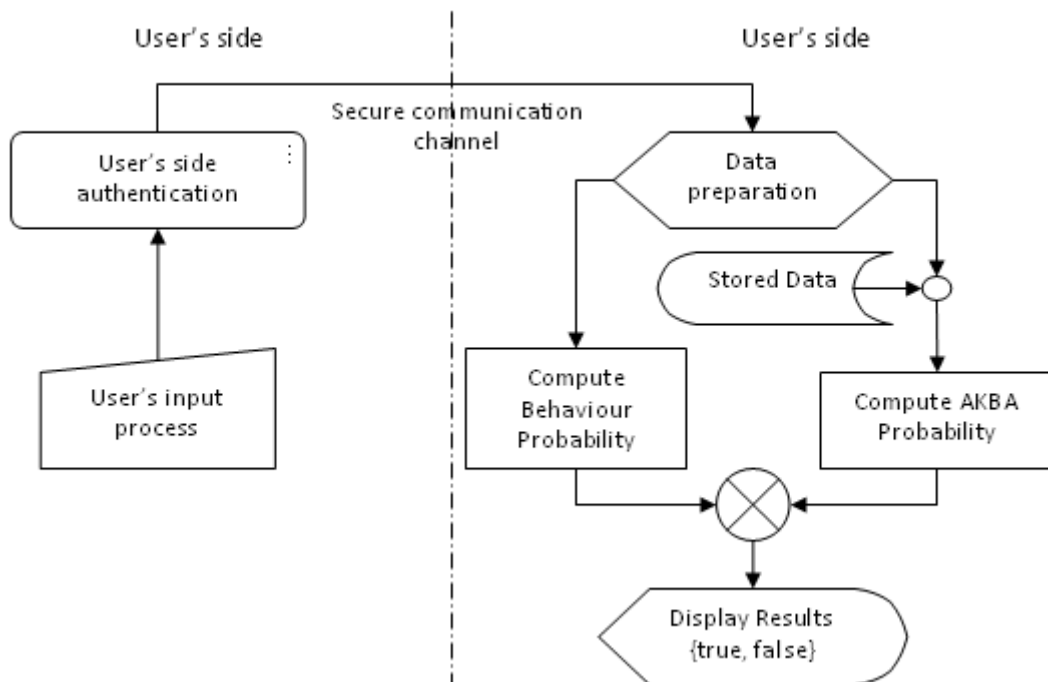 User's side
User's side
Secure communication
channel
User's side
authentication
Data
preparation
Stored Data
User's input
process
Compute
Behaviour
Probability
Compute AKBA
Probability
Display Results
{true, false}